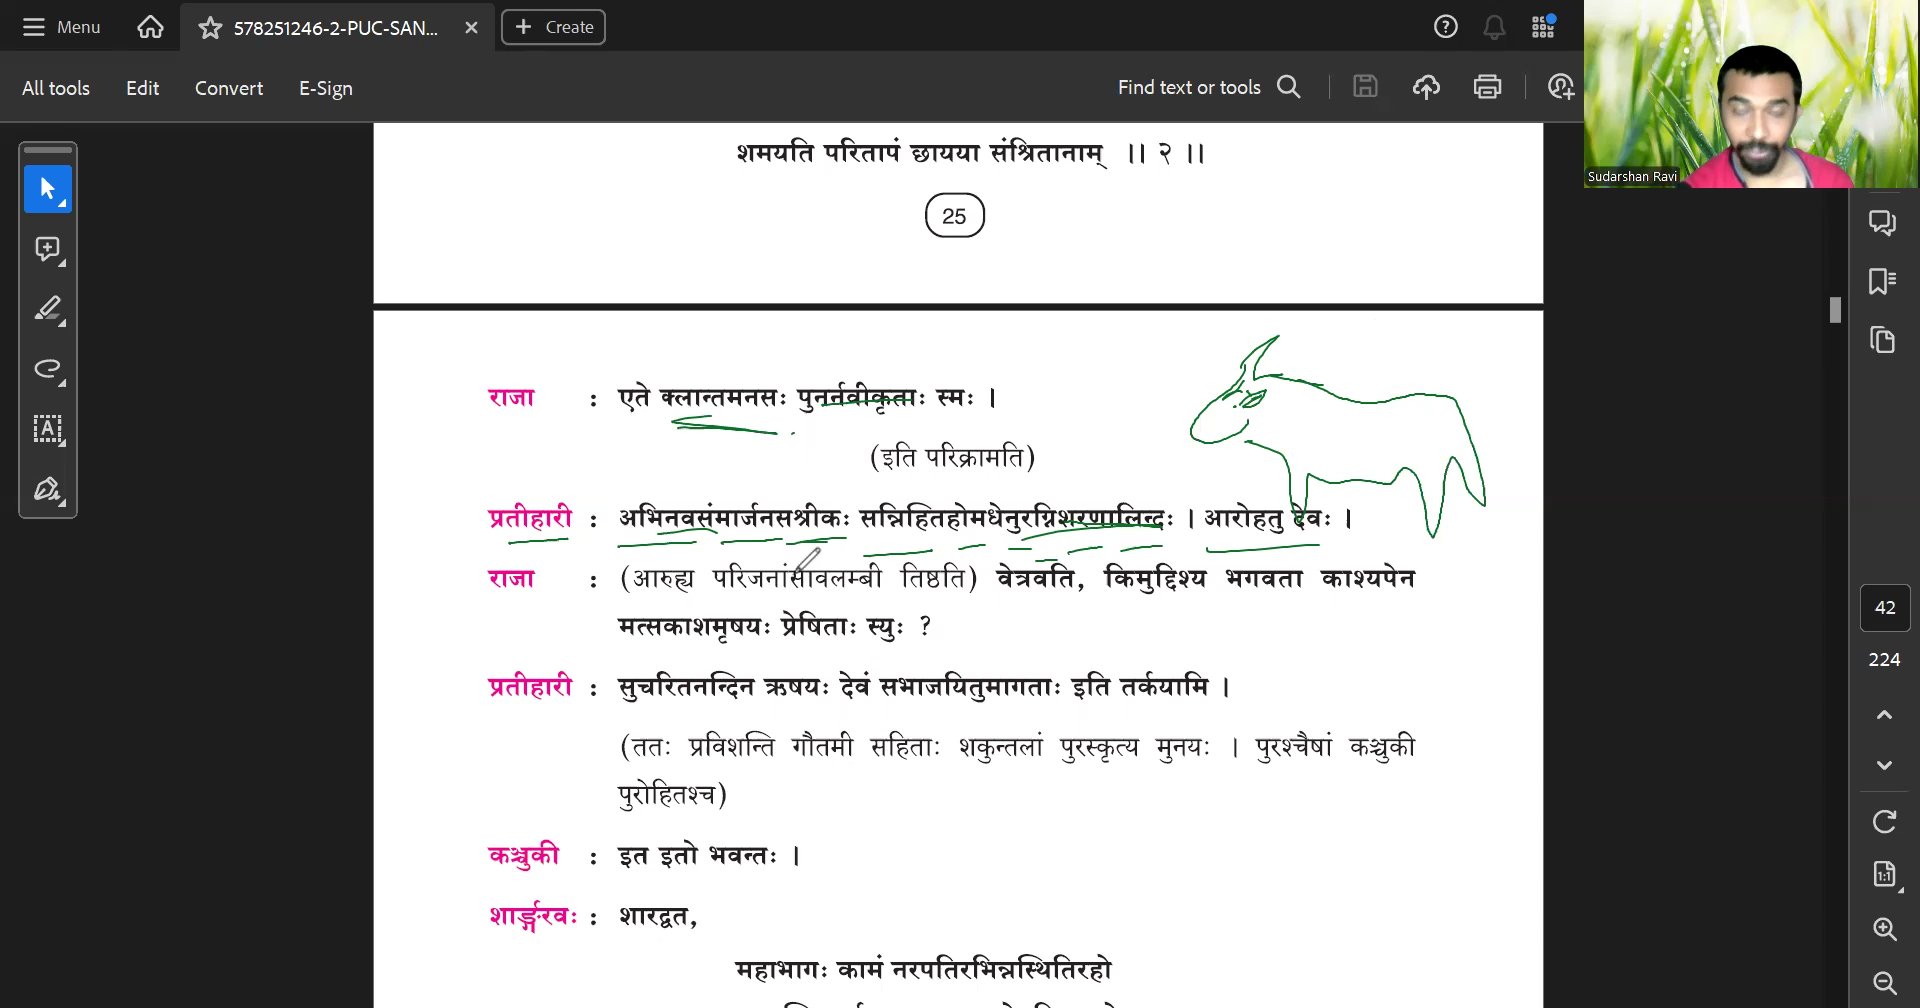 Menu
578251246-2-PUC-SAN...
Create
All tools
Edit
Convert
E-Sign
Find text or tools
Sudarshan Ravi
शमयति परितापं छायया संश्रितानाम् ।। २ ।।
25
राजा : एते क्लान्तमनसः पुनर्नवीकृताः स्मः ।
(इति परिक्रामति)
प्रतीहारी : अभिनवसंमार्जनसश्रीकः सन्निहितहोमधेनुरग्निशरणालिन्दः । आरोहतु देवः ।
राजा : (आरुह्य परिजनांसावलम्बी तिष्ठति) वेत्रवति, किमुद्दिश्य भगवता काश्यपेन
मत्सकाशमृषयः प्रेषिताः स्युः ?
प्रतीहारी : सुचरितनन्दिन ऋषयः देवं सभाजयितुमागताः इति तर्कयामि ।
(ततः प्रविशन्ति गौतमी सहिताः शकुन्तलां पुरस्कृत्य मुनयः । पुरश्चैषां कञ्चुकी
पुरोहितश्च)
कञ्चुकी : इत इतो भवन्तः ।
शार्ङ्गरवः : शारद्वत,
महाभागः कामं नरपतिरभिन्नस्थितिरहो
42
224